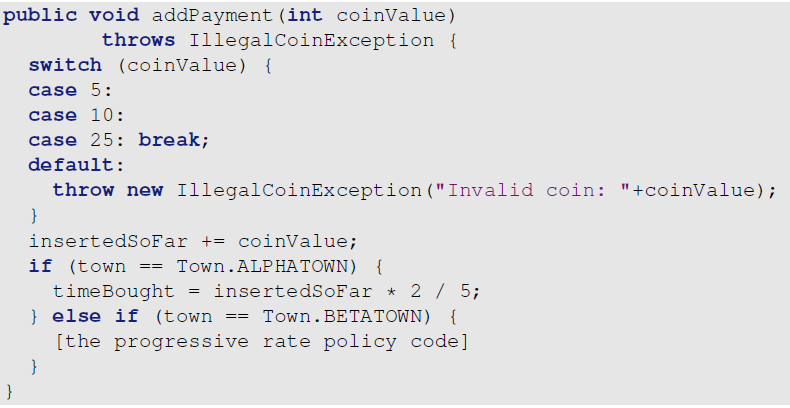 public void addPayment(int coinValue)
        throws IllegalCoinException {
  switch (coinValue) {
  case 5:
  case 10:
  case 25: break;
  default:
    throw new IllegalCoinException("Invalid coin: "+coinValue);
  }
  insertedSoFar += coinValue;
  if (town == Town.ALPHATOWN) {
    timeBought = insertedSoFar * 2 / 5;
  } else if (town == Town.BETATOWN) {
    [the progressive rate policy code]
  }
}